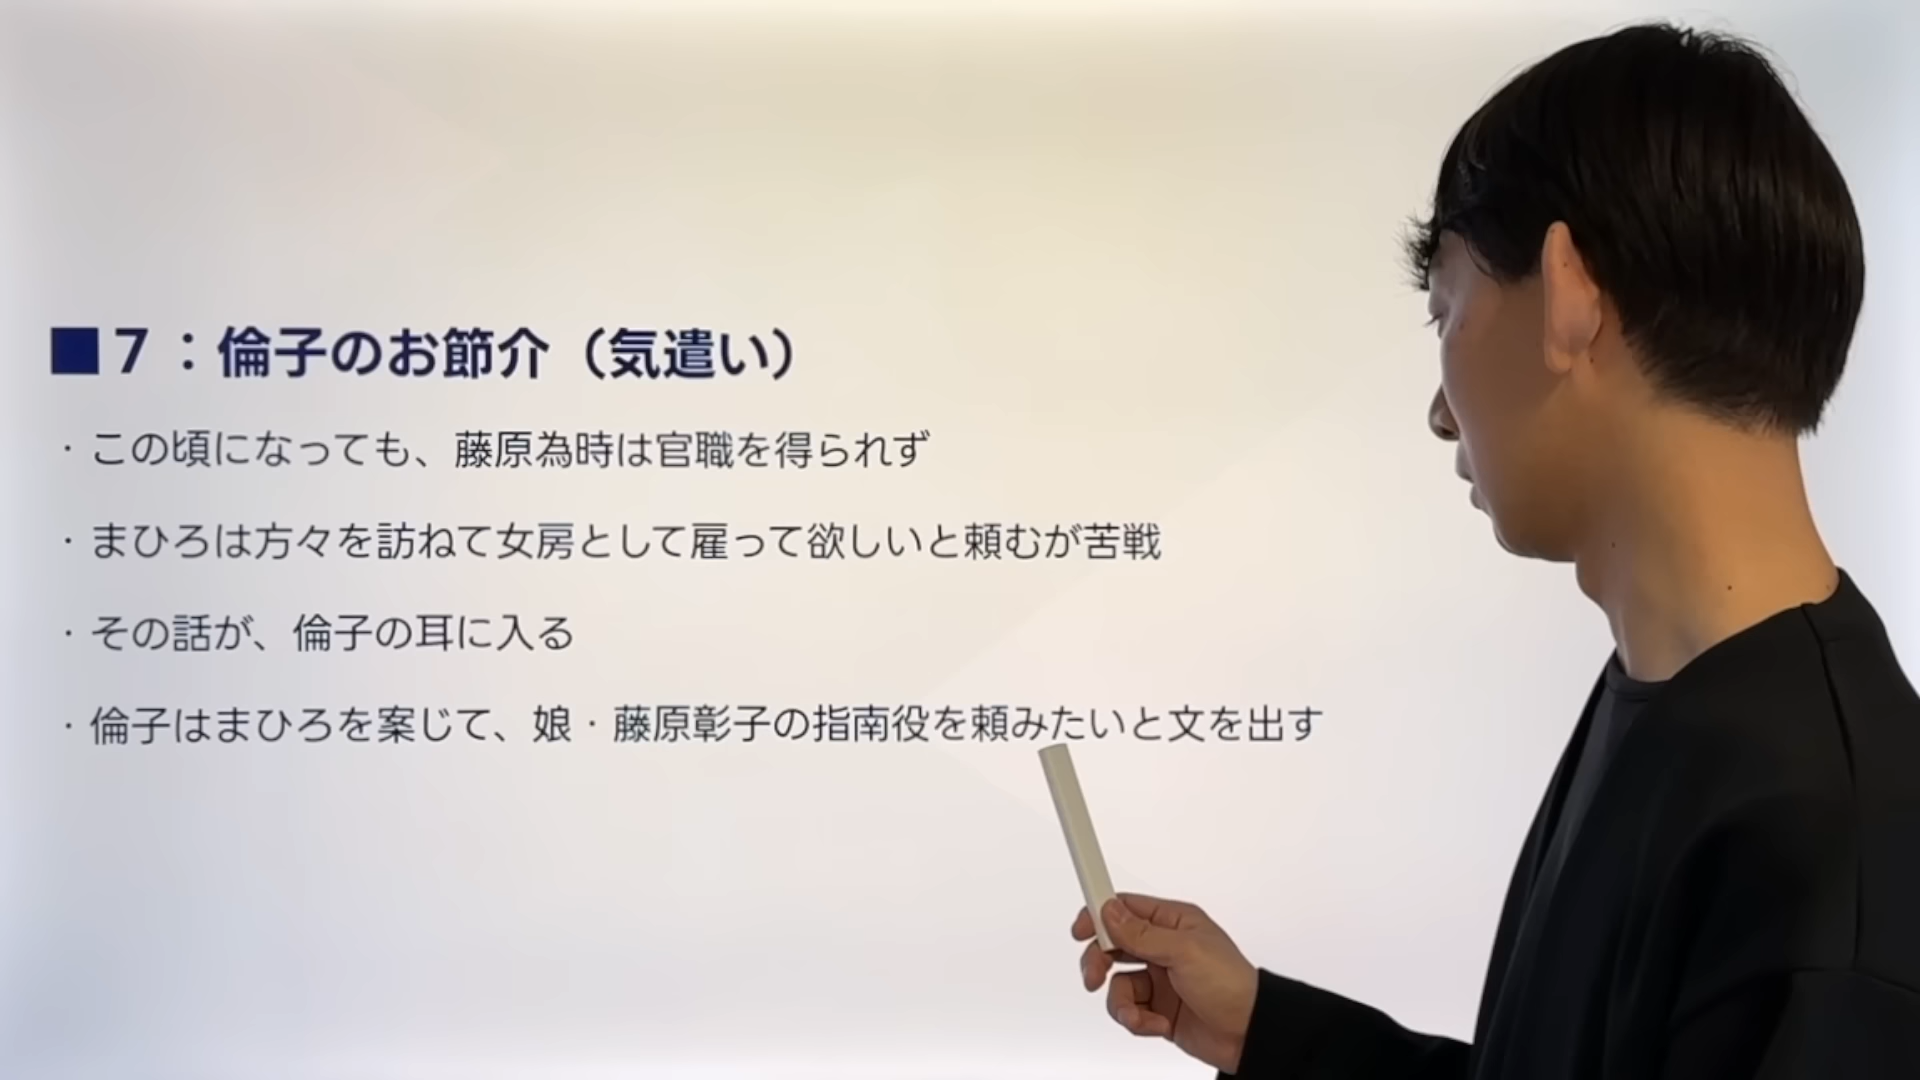 ■７：倫子のお節介（気遣い）
・この頃になっても、藤原為時は官職を得られず
・まひろは方々を訪ねて女房として雇って欲しいと頼むが苦戦
・その話が、倫子の耳に入る
・倫子はまひろを案じて、娘・藤原彰子の指南役を頼みたいと文を出す